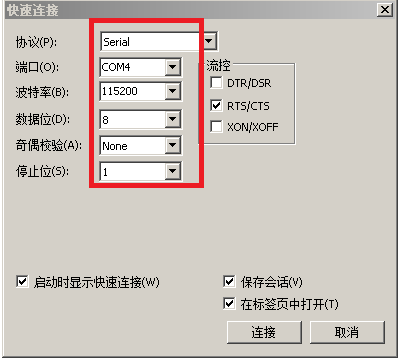 快速连接
协议(P): Serial
端口(O): COM4
流控
波特率(B): 115200
DTR/DSR
数据位(D): 8
RTS/CTS
XON/XOFF
奇偶校验(A): None
停止位(S): 1
启动时显示快速连接(W)
保存会话(V)
在标签页中打开(T)
连接 取消